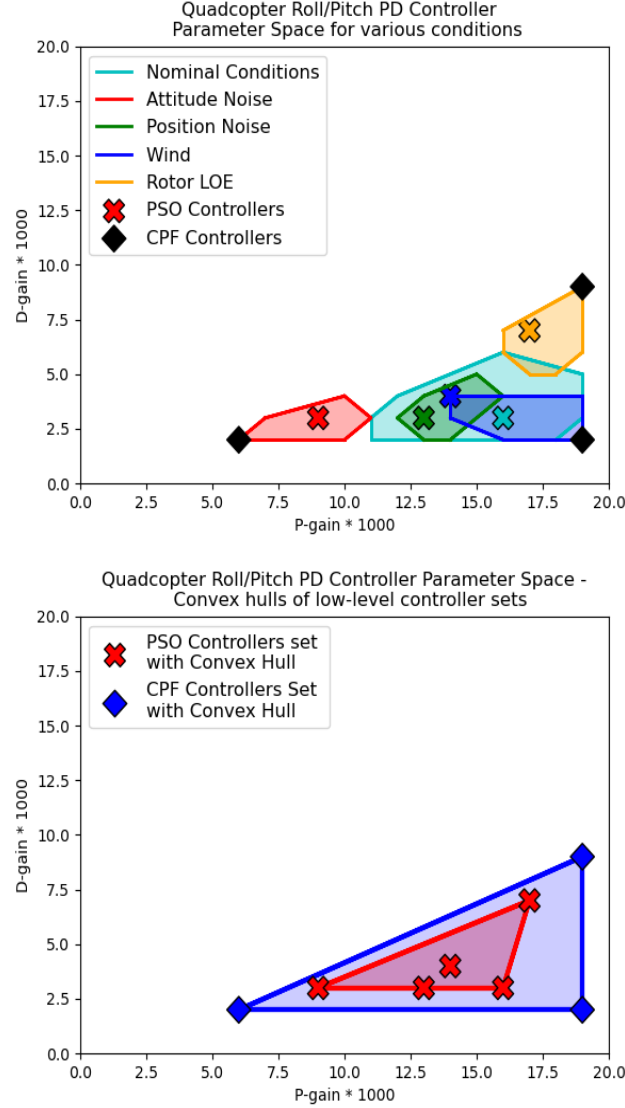 Quadcopter Roll/Pitch PD Controller
Parameter Space for various conditions
20.0
17.5
15.0
12.5
10.0
7.5
5.0
2.5
0.0
D-gain * 1000
Nominal Conditions
Attitude Noise
Position Noise
Wind
Rotor LOE
PSO Controllers
CPF Controllers
0.0 2.5 5.0 7.5 10.0 12.5 15.0 17.5 20.0
P-gain * 1000
Quadcopter Roll/Pitch PD Controller Parameter Space -
Convex hulls of low-level controller sets
20.0
17.5
15.0
12.5
10.0
7.5
5.0
2.5
0.0
D-gain * 1000
PSO Controllers set
with Convex Hull
CPF Controllers Set
with Convex Hull
0.0 2.5 5.0 7.5 10.0 12.5 15.0 17.5 20.0
P-gain * 1000